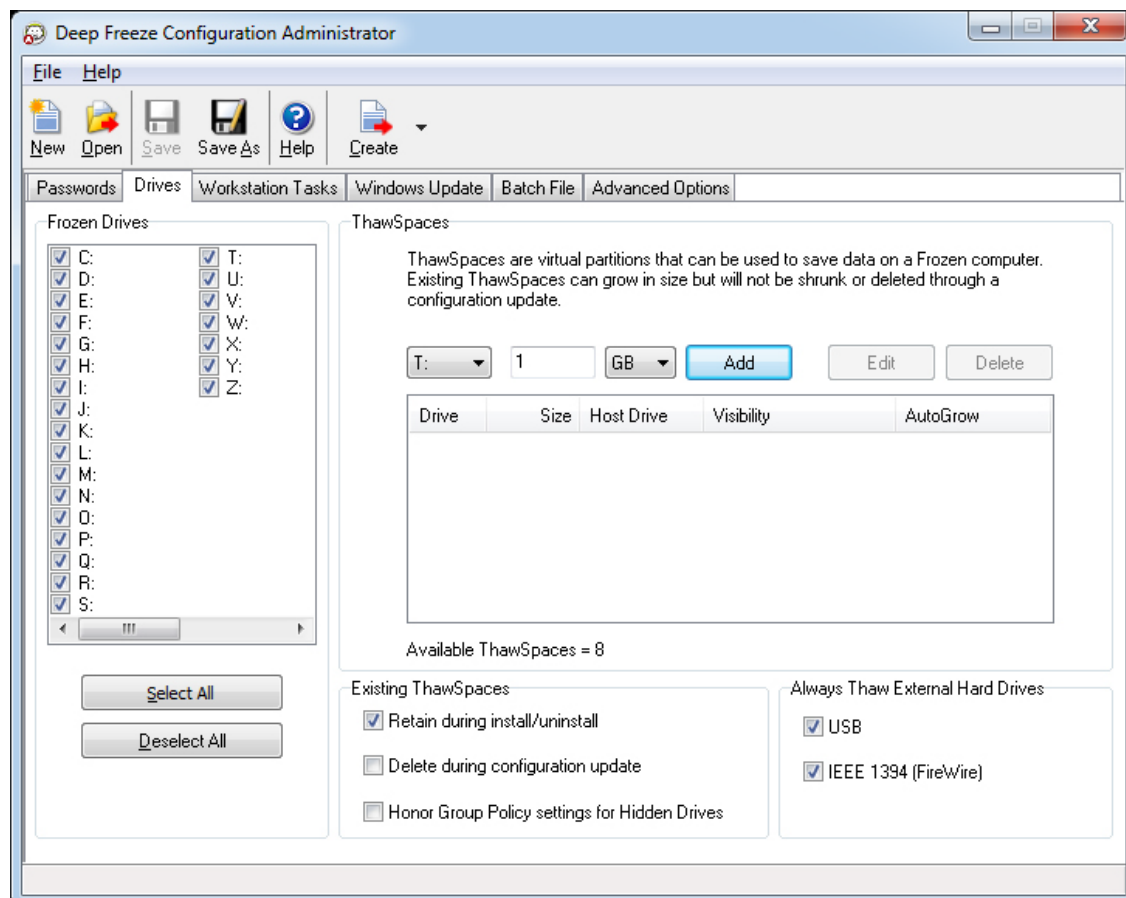 Deep Freeze Configuration Administrator
File Help
New Open Save Save As Help Create
Passwords Drives Workstation Tasks Windows Update Batch File Advanced Options
Frozen Drives
C: T:
D: U:
E: V:
F: W:
G: X:
H: Y:
I: Z:
J:
K:
L:
M:
N:
O:
P:
Q:
R:
S:
Select All
Deselect All
ThawSpaces
ThawSpaces are virtual partitions that can be used to save data on a Frozen computer.
Existing ThawSpaces can grow in size but will not be shrunk or deleted through a
configuration update.
T: 1 GB Add Edit Delete
Drive Size Host Drive Visibility AutoGrow
Available ThawSpaces = 8
Existing ThawSpaces
Retain during install/uninstall
Delete during configuration update
Honor Group Policy settings for Hidden Drives
Always Thaw External Hard Drives
USB
IEEE 1394 (FireWire)